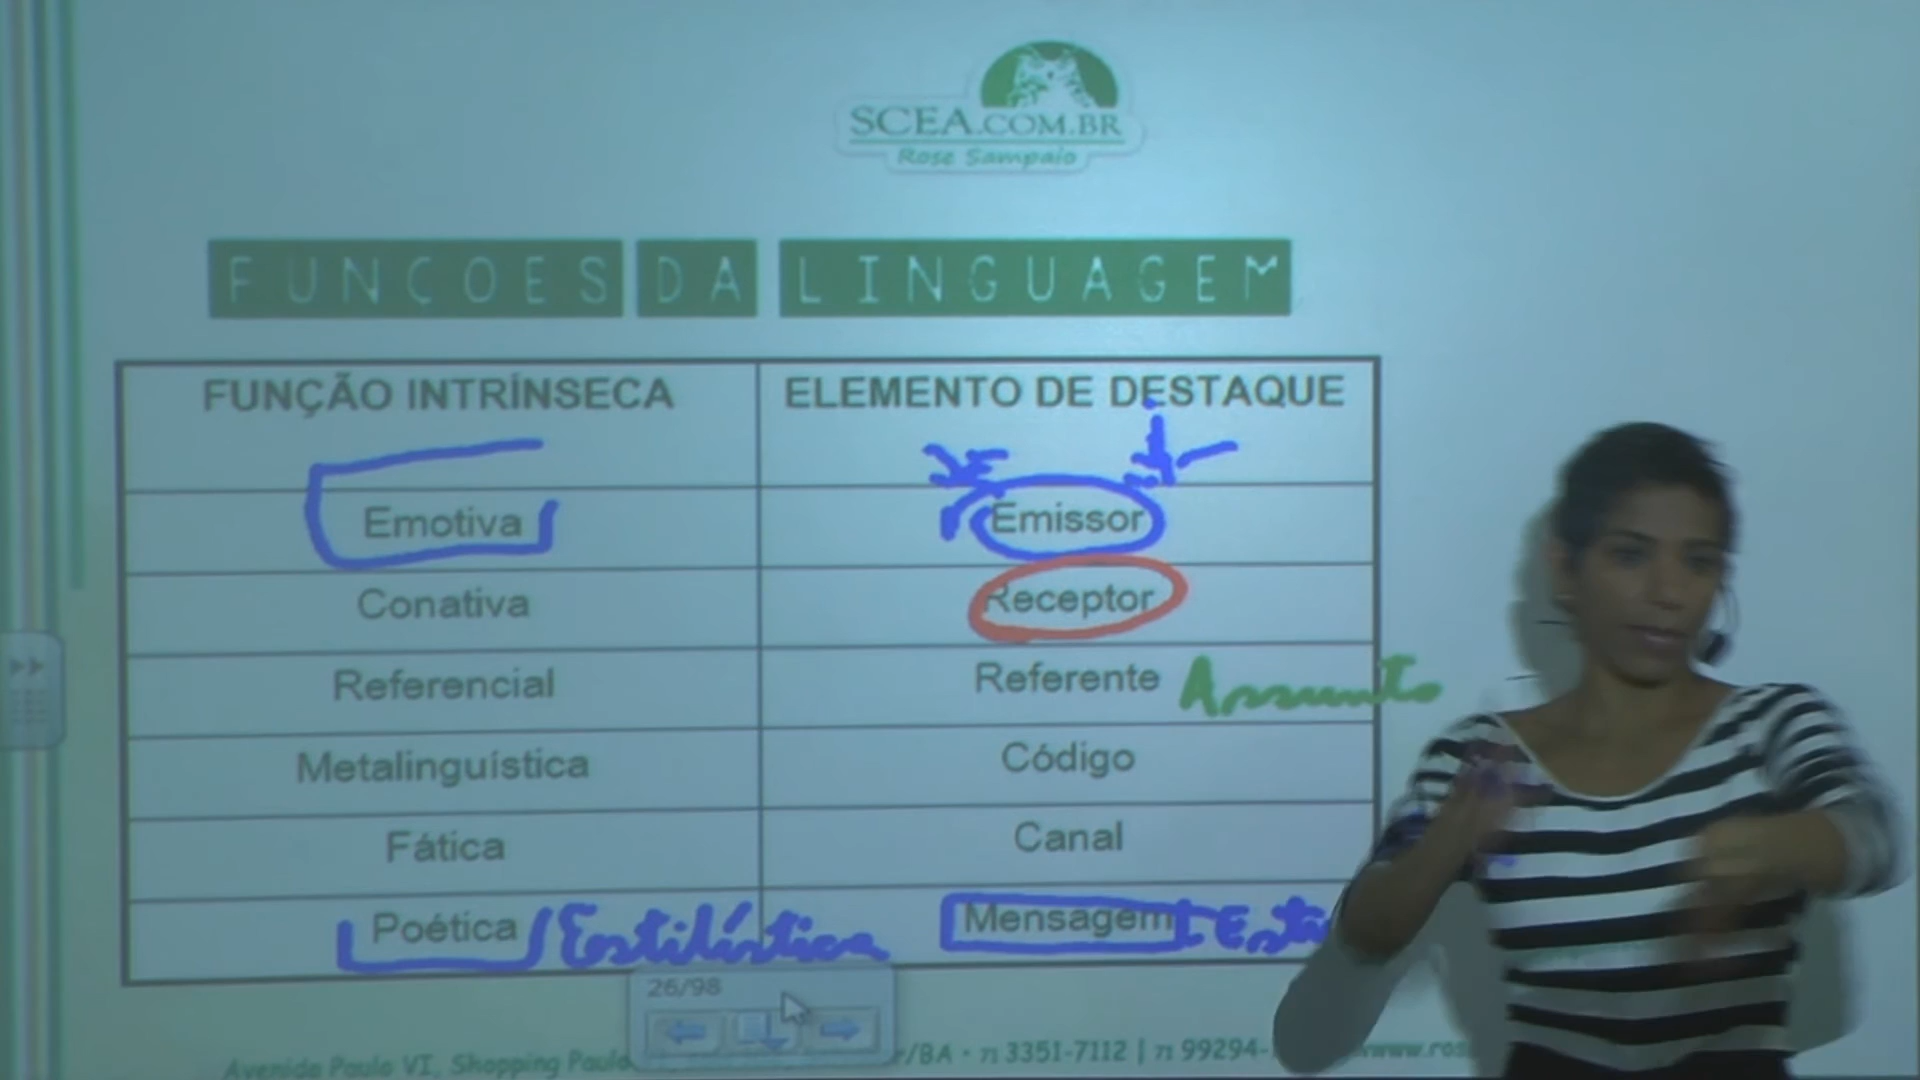 SCEA.COM.BR
Rose Sampaio
FUNÇOES DA LINGUAGEM
FUNÇÃO INTRÍNSECA ELEMENTO DE DESTAQUE
Emotiva Emissor
Conativa Receptor
Referencial Referente Assunto
Metalinguística Código
Fática Canal
Poética Estilística Mensagem
26/98
Avenida Paulo VI, Shopping /BA • 71 3351-7112 | 71 99294-